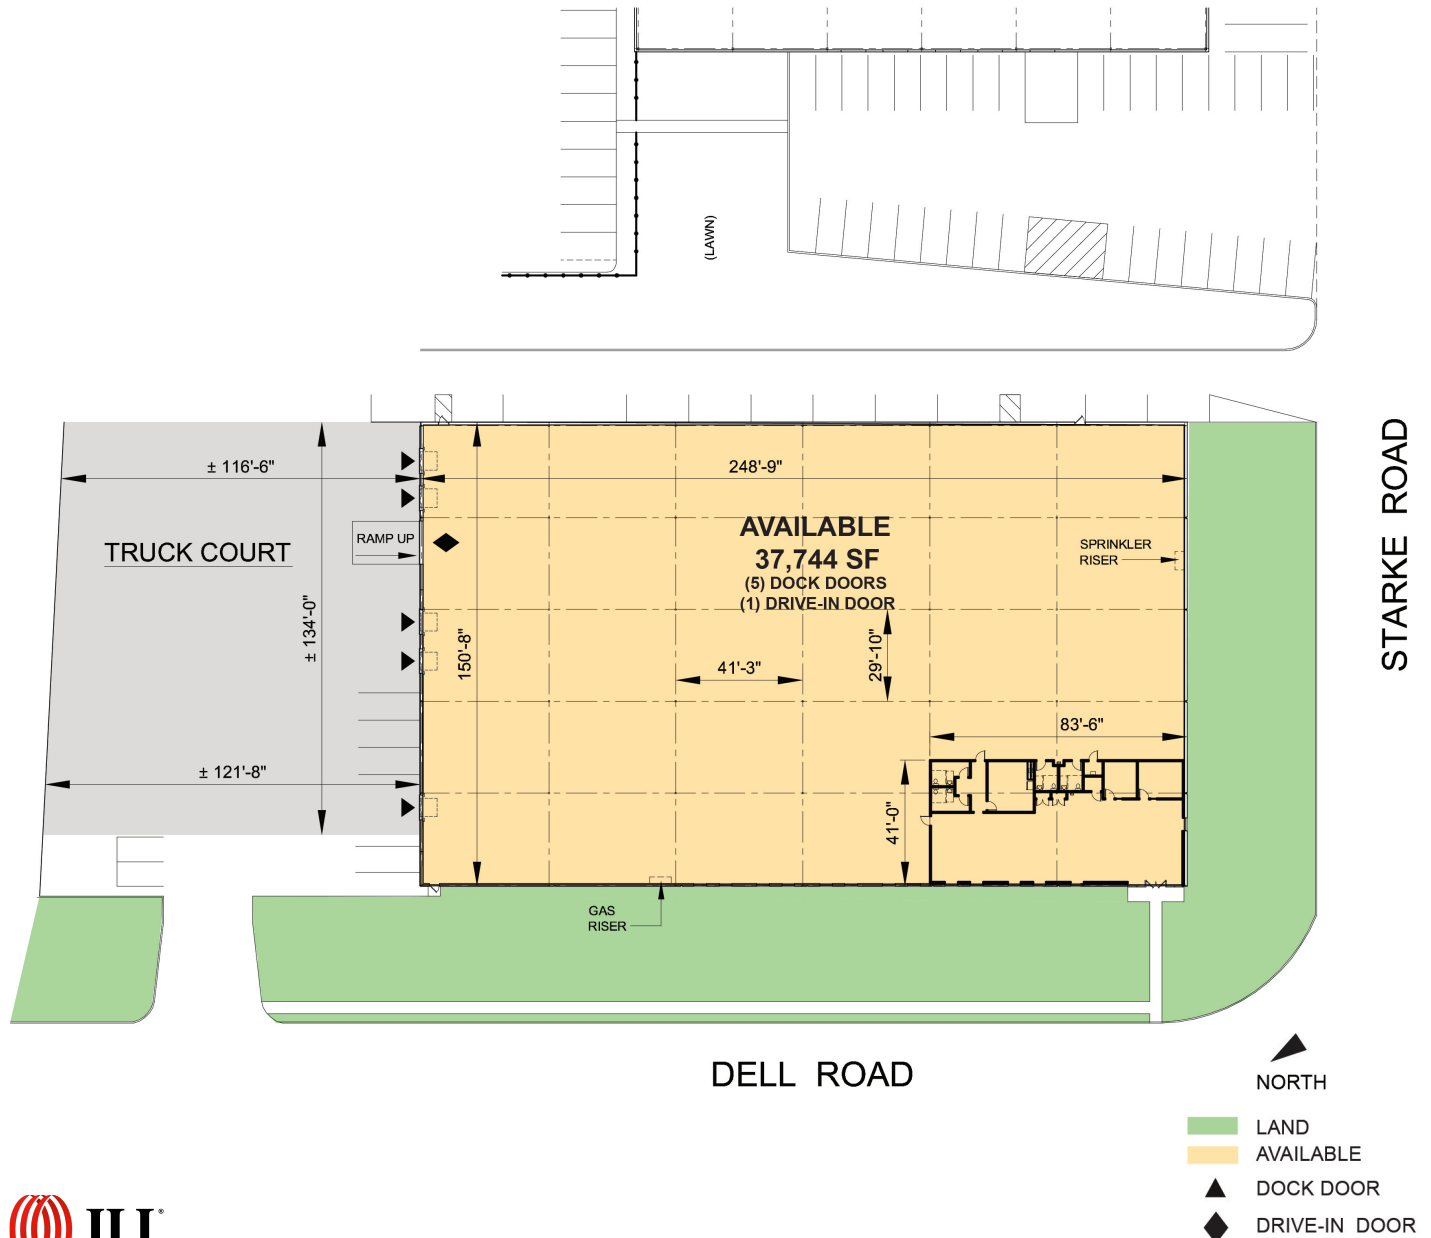 (LAWN)
± 116'-6"
248'-9"
AVAILABLE
37,744 SF
(5) DOCK DOORS
(1) DRIVE-IN DOOR
RAMP UP
TRUCK COURT
SPRINKLER
RISER
STARKE ROAD
± 134'-0"
150'-8"
29'-10"
41'-3"
83'-6"
± 121'-8"
41'-0"
GAS
RISER
DELL ROAD
NORTH
LAND
AVAILABLE
DOCK DOOR
DRIVE-IN DOOR
JLL®